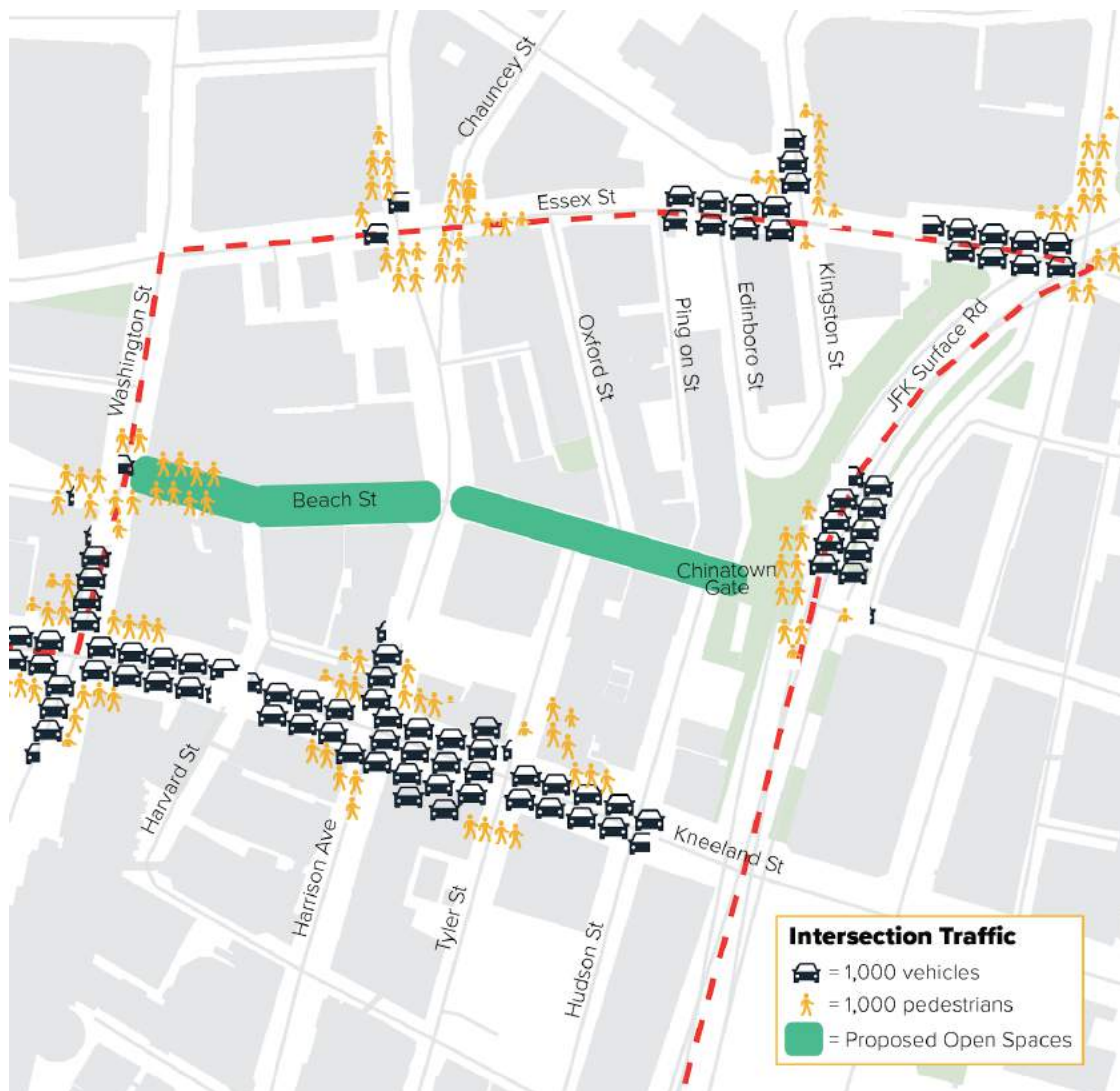 Chauncey St
Essex St
Washington St
Oxford St
Ping on St
Edinboro St
Kingston St
JFK Surface Rd
Beach St
Chinatown
Gate
Harvard St
Harrison Ave
Tyler St
Hudson St
Kneeland St
Intersection Traffic
= 1,000 vehicles
= 1,000 pedestrians
= Proposed Open Spaces